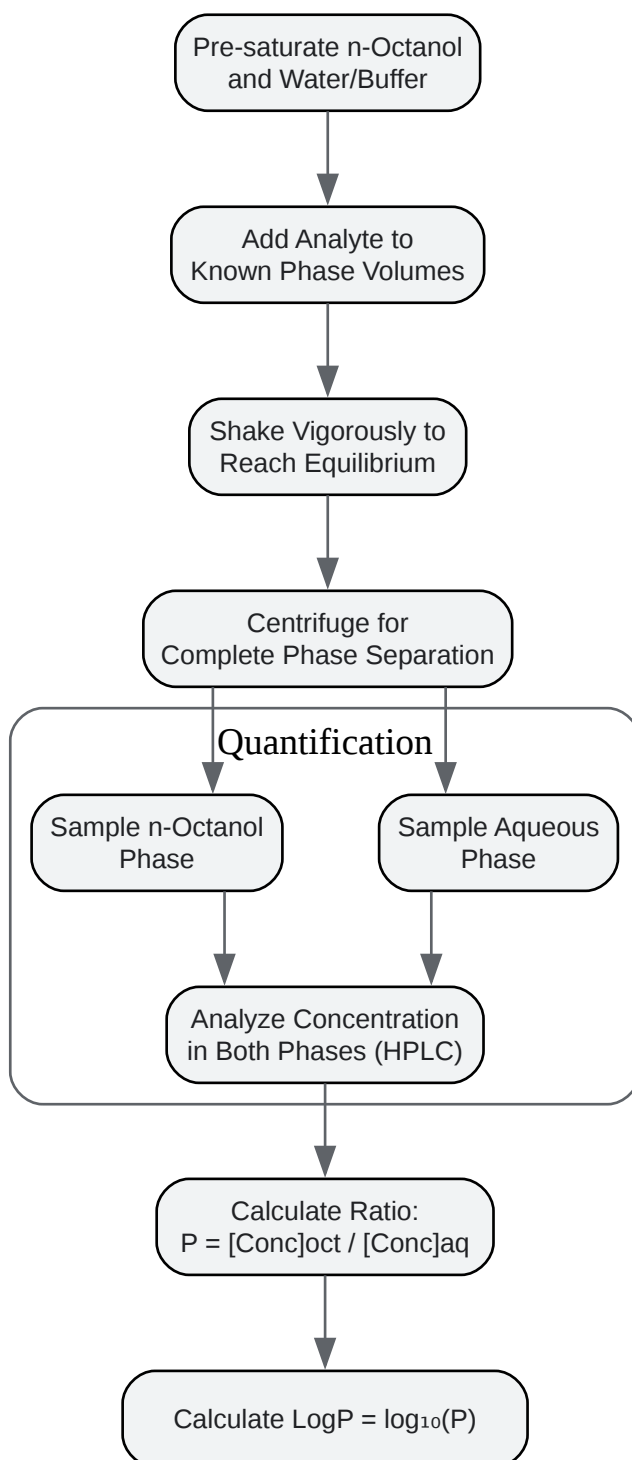 Pre-saturate n-Octanol
and Water/Buffer
Add Analyte to
Known Phase Volumes
Shake Vigorously to
Reach Equilibrium
Centrifuge for
Complete Phase Separation
Quantification
Sample n-Octanol
Phase
Sample Aqueous
Phase
Analyze Concentration
in Both Phases (HPLC)
Calculate Ratio:
P = [Conc]oct / [Conc]aq
Calculate LogP = log₁₀(P)